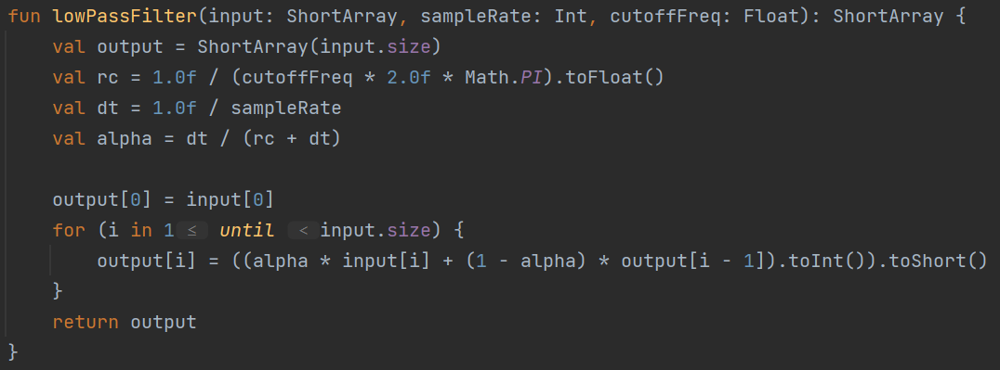 fun lowPassFilter(input: ShortArray, sampleRate: Int, cutoffFreq: Float): ShortArray {
    val output = ShortArray(input.size)
    val rc = 1.0f / (cutoffFreq * 2.0f * Math.PI).toFloat()
    val dt = 1.0f / sampleRate
    val alpha = dt / (rc + dt)

    output[0] = input[0]
    for (i in 1 ≤ until < input.size) {
        output[i] = ((alpha * input[i] + (1 - alpha) * output[i - 1]).toInt()).toShort()
    }
    return output
}